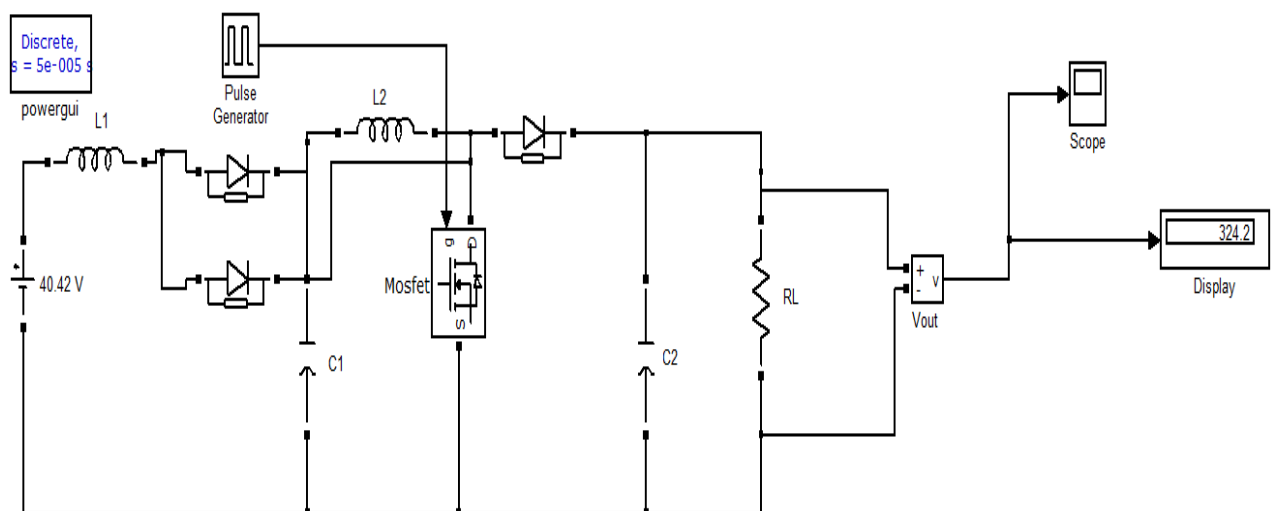 Discrete,
s = 5e-005 s
powergui
Pulse
Generator
L1
L2
Scope
40.42 V
g
D
S
Mosfet
C1
C2
RL
+
-
v
Vout
324.2
Display